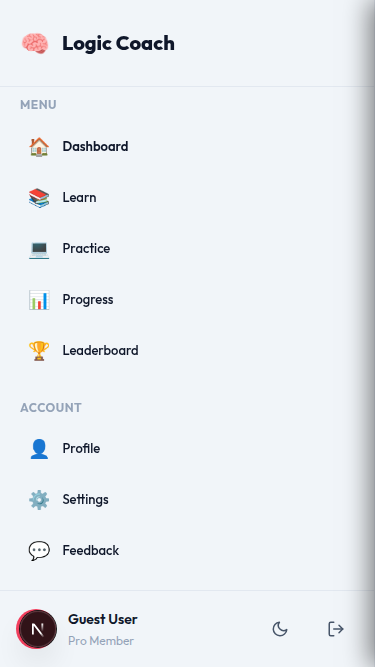 Logic Coach
MENU
Dashboard
Learn
Practice
Progress
Leaderboard
ACCOUNT
Profile
Settings
Feedback
N
Guest User
Pro Member